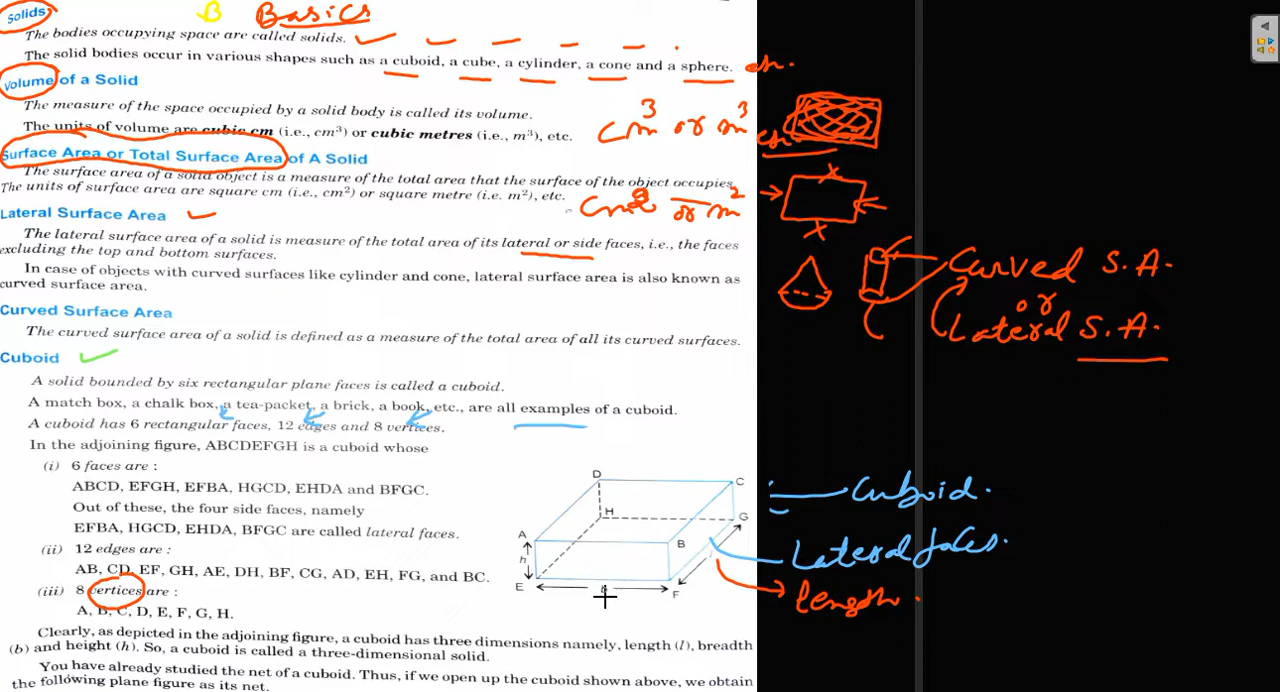 B Basics
Solids
The bodies occupying space are called solids.
The solid bodies occur in various shapes such as a cuboid, a cube, a cylinder, a cone and a sphere. etc.
Volume of a Solid
The measure of the space occupied by a solid body is called its volume.
The units of volume are cubic cm (i.e., cm³) or cubic metres (i.e., m³), etc.
cm³ or m³
Surface Area or Total Surface Area of A Solid
The surface area of a solid object is a measure of the total area that the surface of the object occupies.
The units of surface area are square cm (i.e., cm²) or square metre (i.e. m²), etc.
cm² or m²
Lateral Surface Area
The lateral surface area of a solid is measure of the total area of its lateral or side faces, i.e., the faces
excluding the top and bottom surfaces.
In case of objects with curved surfaces like cylinder and cone, lateral surface area is also known as
curved surface area.
Curved S.A.
or
Lateral S.A.
Curved Surface Area
The curved surface area of a solid is defined as a measure of the total area of all its curved surfaces.
Cuboid
A solid bounded by six rectangular plane faces is called a cuboid.
A match box, a chalk box, a tea-packet, a brick, a book, etc., are all examples of a cuboid.
A cuboid has 6 rectangular faces, 12 edges and 8 vertices.
In the adjoining figure, ABCDEFGH is a cuboid whose
(i) 6 faces are :
ABCD, EFGH, EFBA, HGCD, EHDA and BFGC.
Out of these, the four side faces, namely
EFBA, HGCD, EHDA, BFGC are called lateral faces.
(ii) 12 edges are :
AB, CD, EF, GH, AE, DH, BF, CG, AD, EH, FG, and BC.
(iii) 8 vertices are :
A, B, C, D, E, F, G, H.
D
C
H
G
A
B
h
E
F
Cuboid.
Lateral faces.
length.
Clearly, as depicted in the adjoining figure, a cuboid has three dimensions namely, length (l), breadth
(b) and height (h). So, a cuboid is called a three-dimensional solid.
You have already studied the net of a cuboid. Thus, if we open up the cuboid shown above, we obtain
the following plane figure as its net.